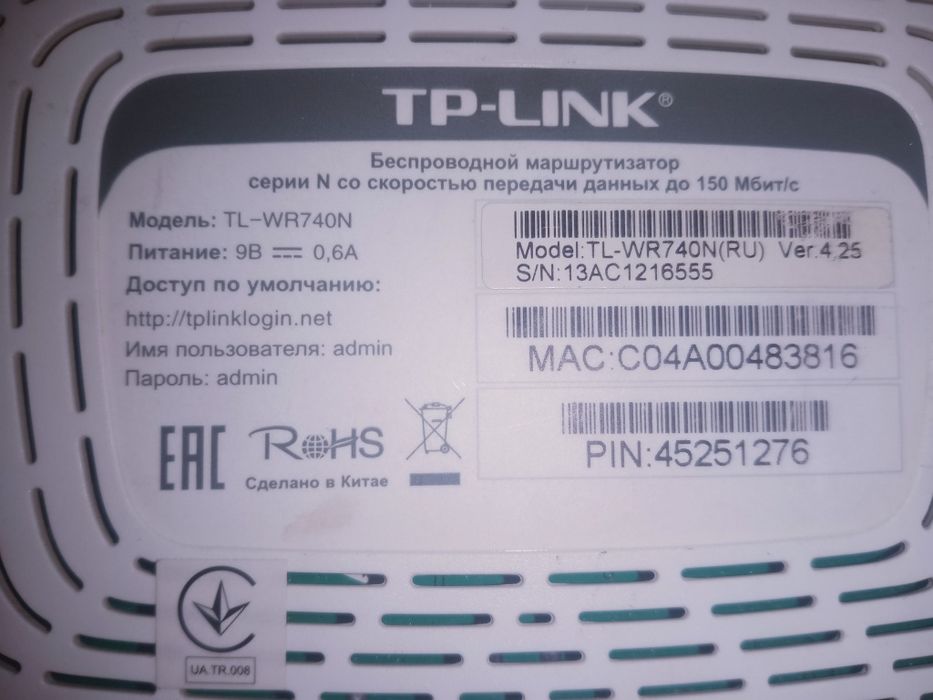 TP-LINK®
Беспроводной маршрутизатор
серии N со скоростью передачи данных до 150 Мбит/с
Модель: TL-WR740N
Питание: 9В ⎓ 0,6А
Доступ по умолчанию:
http://tplinklogin.net
Имя пользователя: admin
Пароль: admin
Model:TL-WR740N(RU) Ver.4.25
S/N:13AC1216555
MAC:C04A00483816
PIN:45251276
EAC
RoHS
Сделано в Китае
UA.TR.008